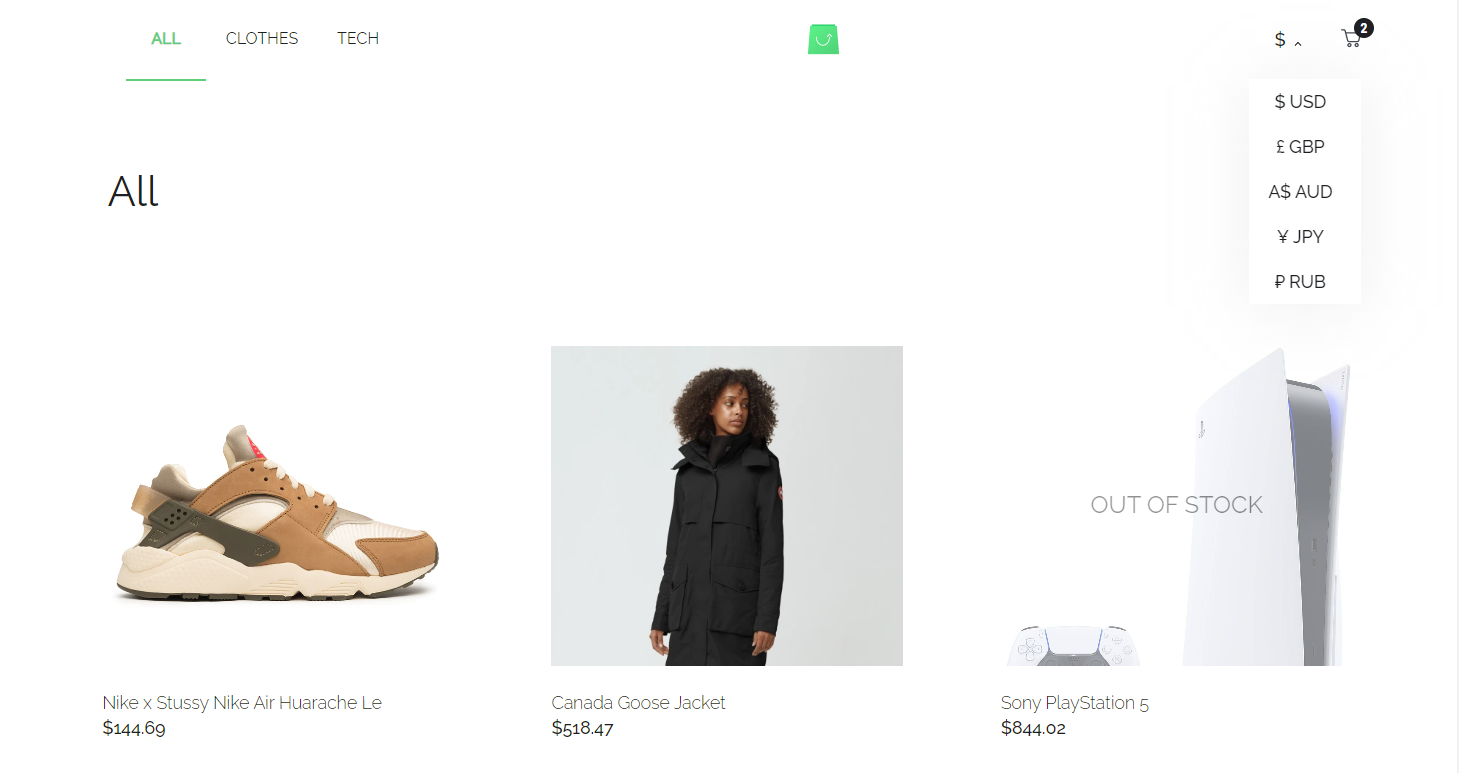 ALL CLOTHES TECH $ 2
$ USD
£ GBP
A$ AUD
¥ JPY
₽ RUB
All
OUT OF STOCK
Nike x Stussy Nike Air Huarache Le
$144.69
Canada Goose Jacket
$518.47
Sony PlayStation 5
$844.02